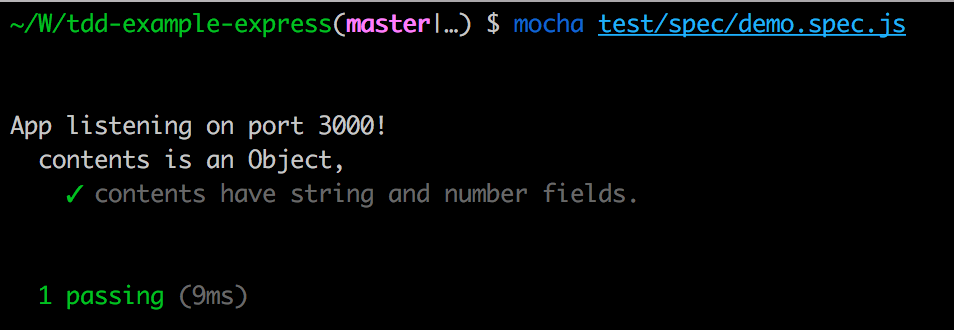 ~/W/tdd-example-express(master|…) $ mocha test/spec/demo.spec.js
App listening on port 3000!
contents is an Object,
✓ contents have string and number fields.
1 passing (9ms)